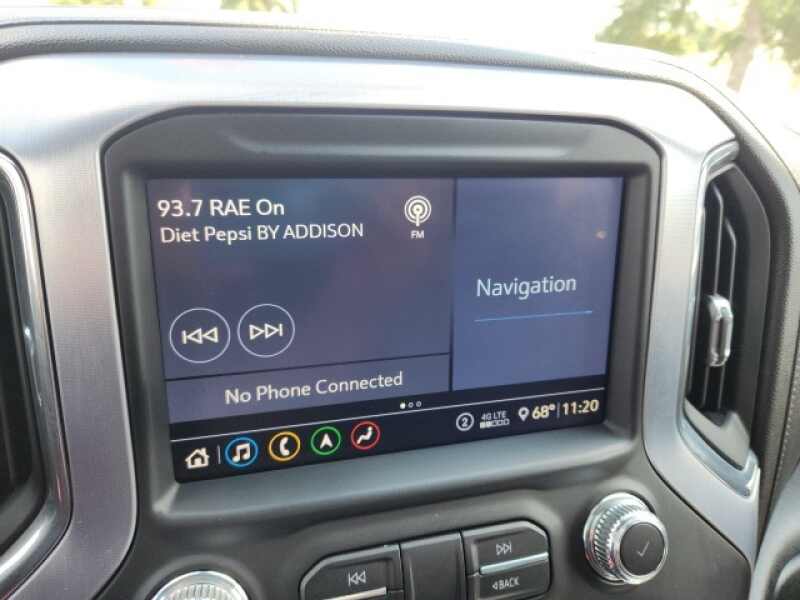 93.7 RAE On
Diet Pepsi BY ADDISON
FM
Navigation
No Phone Connected
2 4G LTE 68° 11:20
BACK